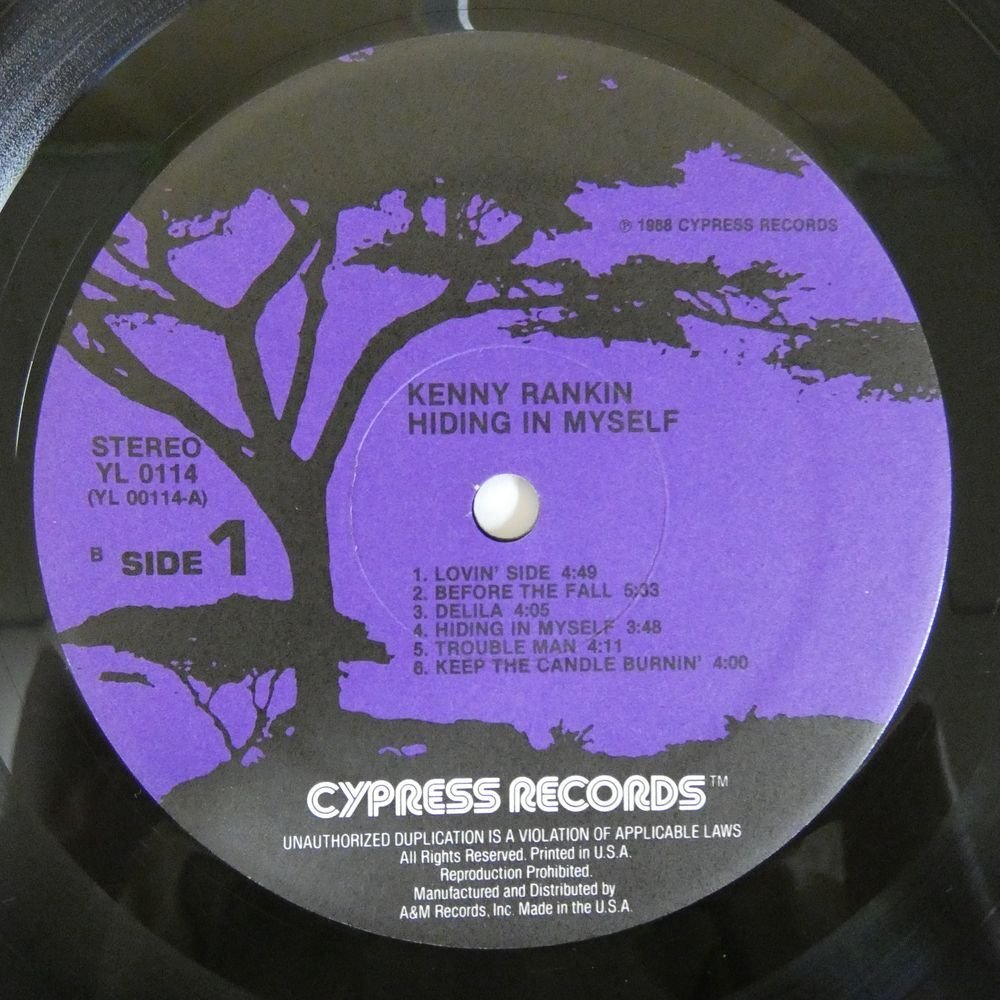 ℗ 1988 CYPRESS RECORDS
KENNY RANKIN
HIDING IN MYSELF
STEREO
YL 0114
(YL 00114-A)
B SIDE 1
1. LOVIN' SIDE 4:49
2. BEFORE THE FALL 5:33
3. DELILA 4:05
4. HIDING IN MYSELF 3:48
5. TROUBLE MAN 4:11
6. KEEP THE CANDLE BURNIN' 4:00
CYPRESS RECORDS™
UNAUTHORIZED DUPLICATION IS A VIOLATION OF APPLICABLE LAWS
All Rights Reserved. Printed in U.S.A.
Reproduction Prohibited.
Manufactured and Distributed by
A&M Records, Inc. Made in the U.S.A.